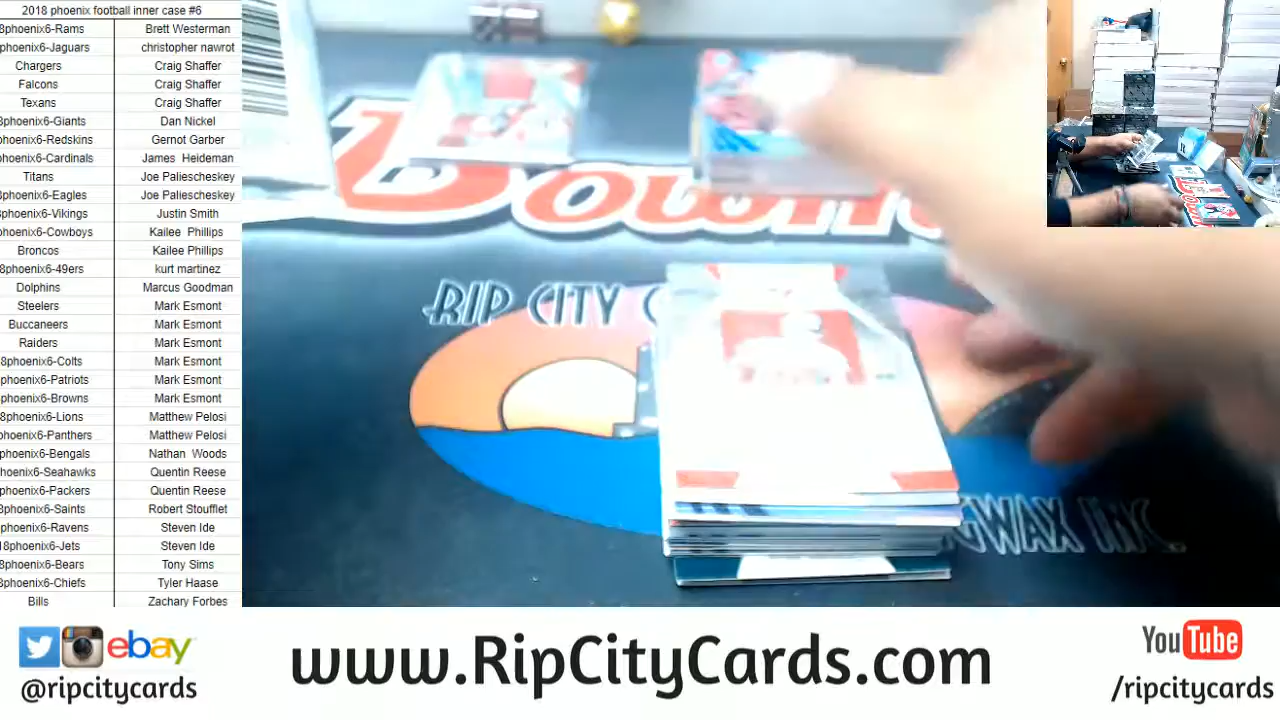 2018 phoenix football inner case #6
8phoenix6-Rams Brett Westerman
phoenix6-Jaguars christopher nawrot
Chargers Craig Shaffer
Falcons Craig Shaffer
Texans Craig Shaffer
8phoenix6-Giants Dan Nickel
phoenix6-Redskins Gernot Garber
phoenix6-Cardinals James Heideman
Titans Joe Paliescheskey
8phoenix6-Eagles Joe Paliescheskey
8phoenix6-Vikings Justin Smith
phoenix6-Cowboys Kailee Phillips
Broncos Kailee Phillips
8phoenix6-49ers kurt martinez
Dolphins Marcus Goodman
Steelers Mark Esmont
Buccaneers Mark Esmont
Raiders Mark Esmont
8phoenix6-Colts Mark Esmont
phoenix6-Patriots Mark Esmont
phoenix6-Browns Mark Esmont
8phoenix6-Lions Matthew Pelosi
phoenix6-Panthers Matthew Pelosi
phoenix6-Bengals Nathan Woods
hoenix6-Seahawks Quentin Reese
phoenix6-Packers Quentin Reese
8phoenix6-Saints Robert Stoufflet
phoenix6-Ravens Steven Ide
18phoenix6-Jets Steven Ide
8phoenix6-Bears Tony Sims
8phoenix6-Chiefs Tyler Haase
Bills Zachary Forbes
RIP CITY
GWAX INC.
ebay
@ripcitycards
www.RipCityCards.com
YouTube
/ripcitycards